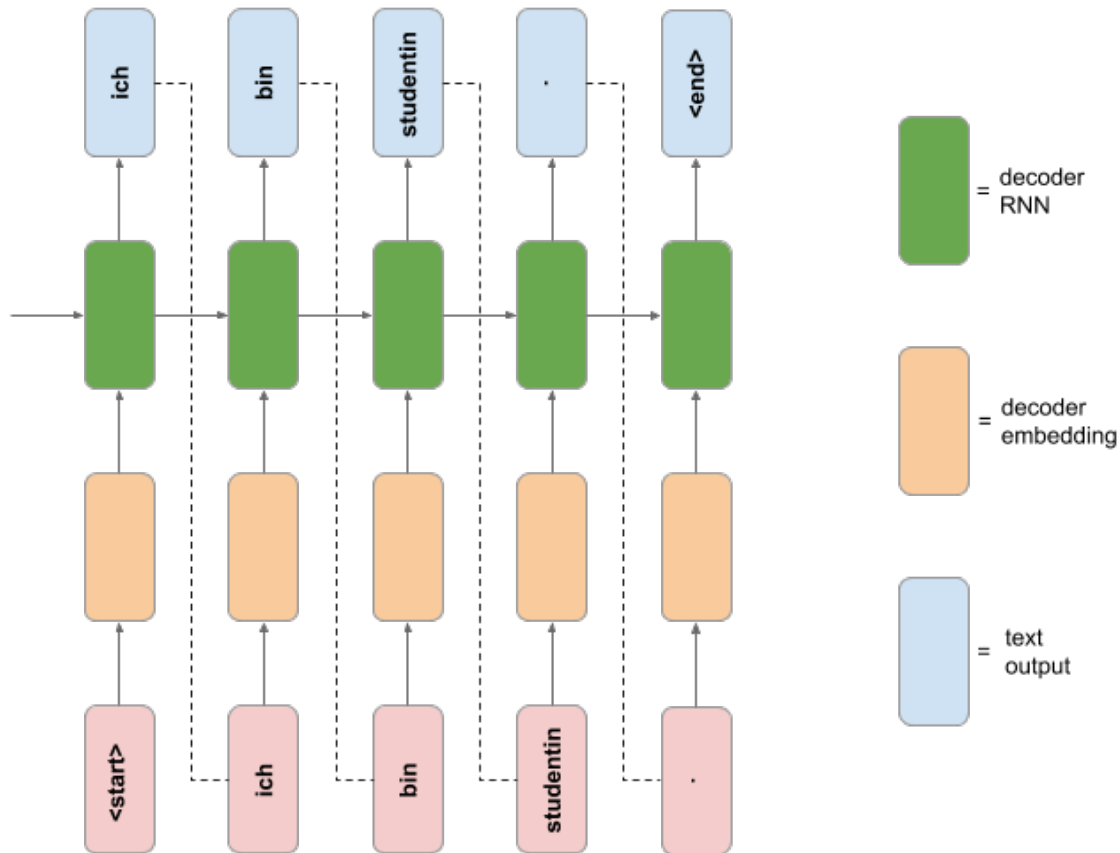 ich
bin
studentin
.
<end>
= decoder
RNN
= decoder
embedding
= text
output
<start>
ich
bin
studentin
.